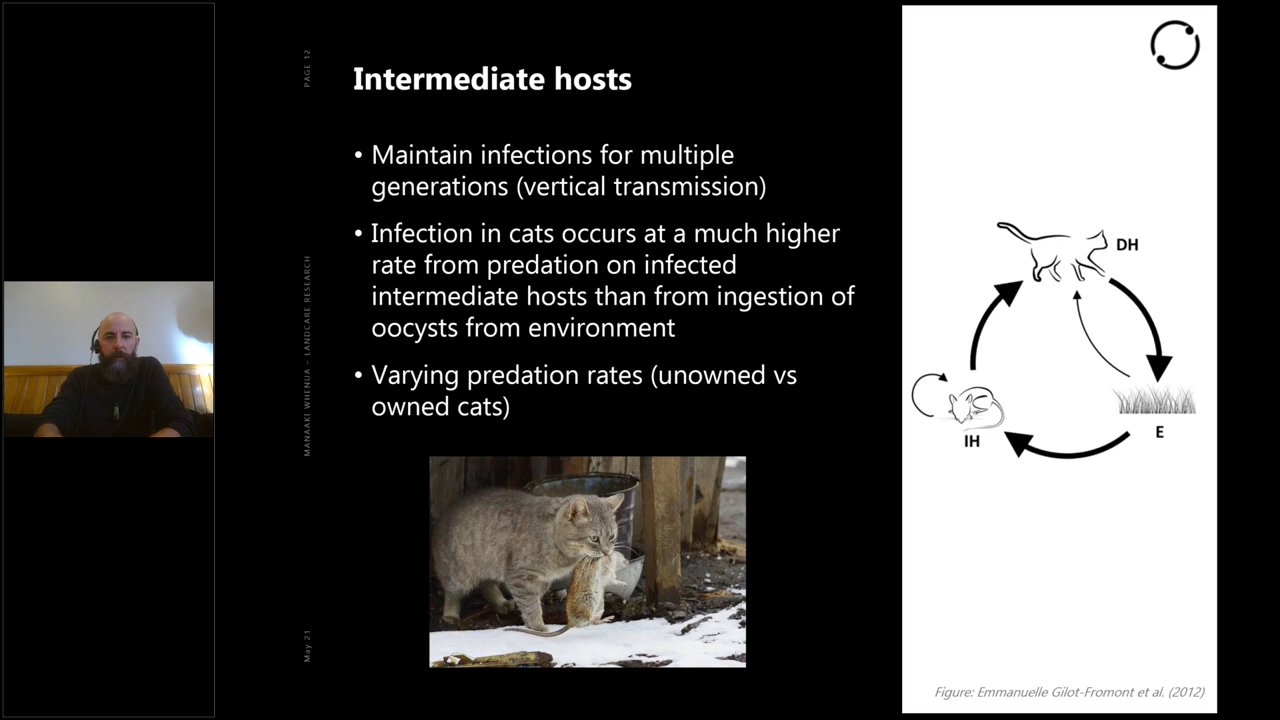 PAGE 12
Intermediate hosts
• Maintain infections for multiple
generations (vertical transmission)
• Infection in cats occurs at a much higher
rate from predation on infected
intermediate hosts than from ingestion of
oocysts from environment
• Varying predation rates (unowned vs
owned cats)
MANAAKI WHENUA – LANDCARE RESEARCH
May 21
DH
IH
E
Figure: Emmanuelle Gilot-Fromont et al. (2012)